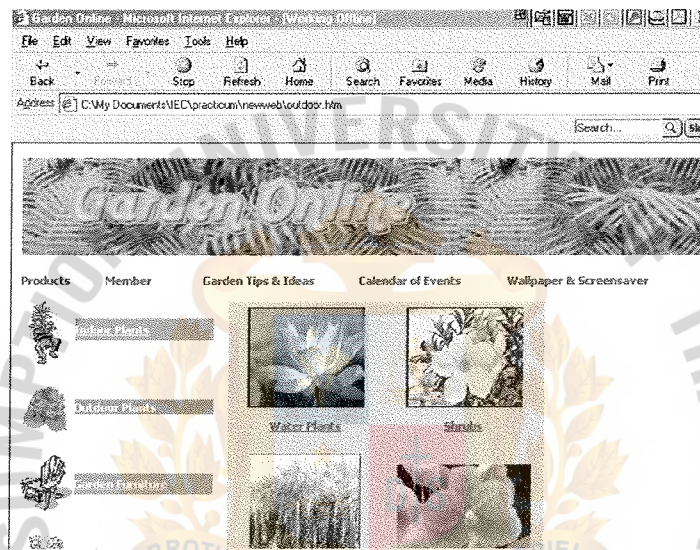 Garden Online - Microsoft Internet Explorer - [Working Offline]
File Edit View Favorites Tools Help
Back Forward Stop Refresh Home Search Favorites Media History Mail Print
Address C:\My Documents\IEC\practicum\newweb\outdoor.htm
Search...
Garden Online
Products Member Garden Tips & Ideas Calendar of Events Wallpaper & Screensaver
Indoor Plants
Outdoor Plants
Water Plants Shrubs
Garden Furniture